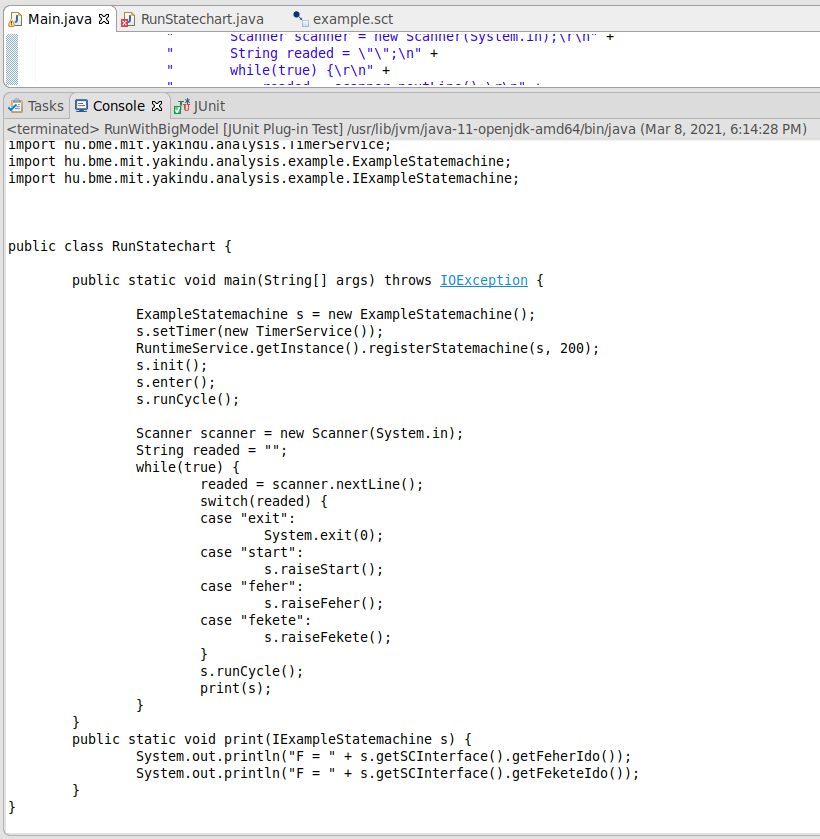 Main.java RunStatechart.java example.sct
"       Scanner scanner = new Scanner(System.in);\r\n" +
"       String readed = \"\";\n" +
"       while(true) {\r\n" +
Tasks Console JUnit
<terminated> RunWithBigModel [JUnit Plug-in Test] /usr/lib/jvm/java-11-openjdk-amd64/bin/java (Mar 8, 2021, 6:14:28 PM)
import hu.bme.mit.yakindu.analysis.TimerService;
import hu.bme.mit.yakindu.analysis.example.ExampleStatemachine;
import hu.bme.mit.yakindu.analysis.example.IExampleStatemachine;
public class RunStatechart {
        public static void main(String[] args) throws IOException {
                ExampleStatemachine s = new ExampleStatemachine();
                s.setTimer(new TimerService());
                RuntimeService.getInstance().registerStatemachine(s, 200);
                s.init();
                s.enter();
                s.runCycle();
                Scanner scanner = new Scanner(System.in);
                String readed = "";
                while(true) {
                        readed = scanner.nextLine();
                        switch(readed) {
                        case "exit":
                                System.exit(0);
                        case "start":
                                s.raiseStart();
                        case "feher":
                                s.raiseFeher();
                        case "fekete":
                                s.raiseFekete();
                        }
                        s.runCycle();
                        print(s);
                }
        }
        public static void print(IExampleStatemachine s) {
                System.out.println("F = " + s.getSCInterface().getFeherIdo());
                System.out.println("F = " + s.getSCInterface().getFeketeIdo());
        }
}